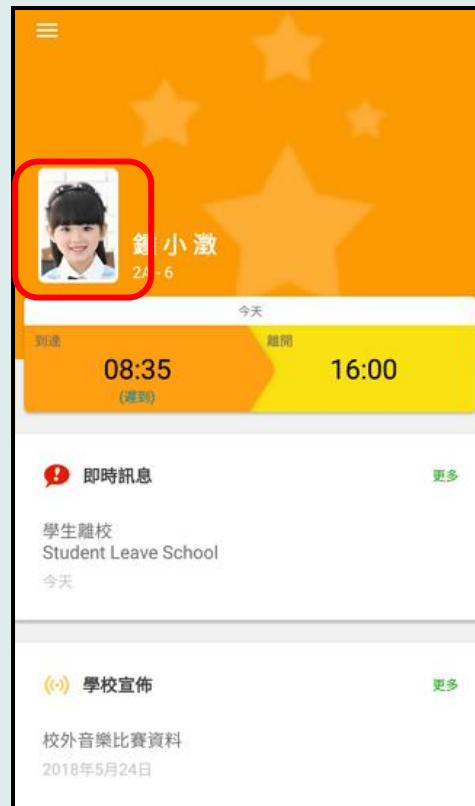 鍾小澂
2A-6
今天
到達
離開
08:35
16:00
(遲到)
即時訊息
更多
學生離校
Student Leave School
今天
學校宣佈
更多
校外音樂比賽資料
2018年5月24日